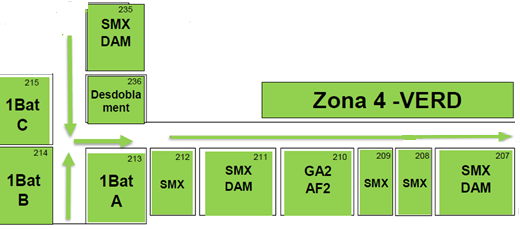 235
SMX
DAM
236
Desdobla
ment
215
1Bat
C
Zona 4 -VERD
214
1Bat
B
213
1Bat
A
212
SMX
211
SMX
DAM
210
GA2
AF2
209
SMX
208
SMX
207
SMX
DAM